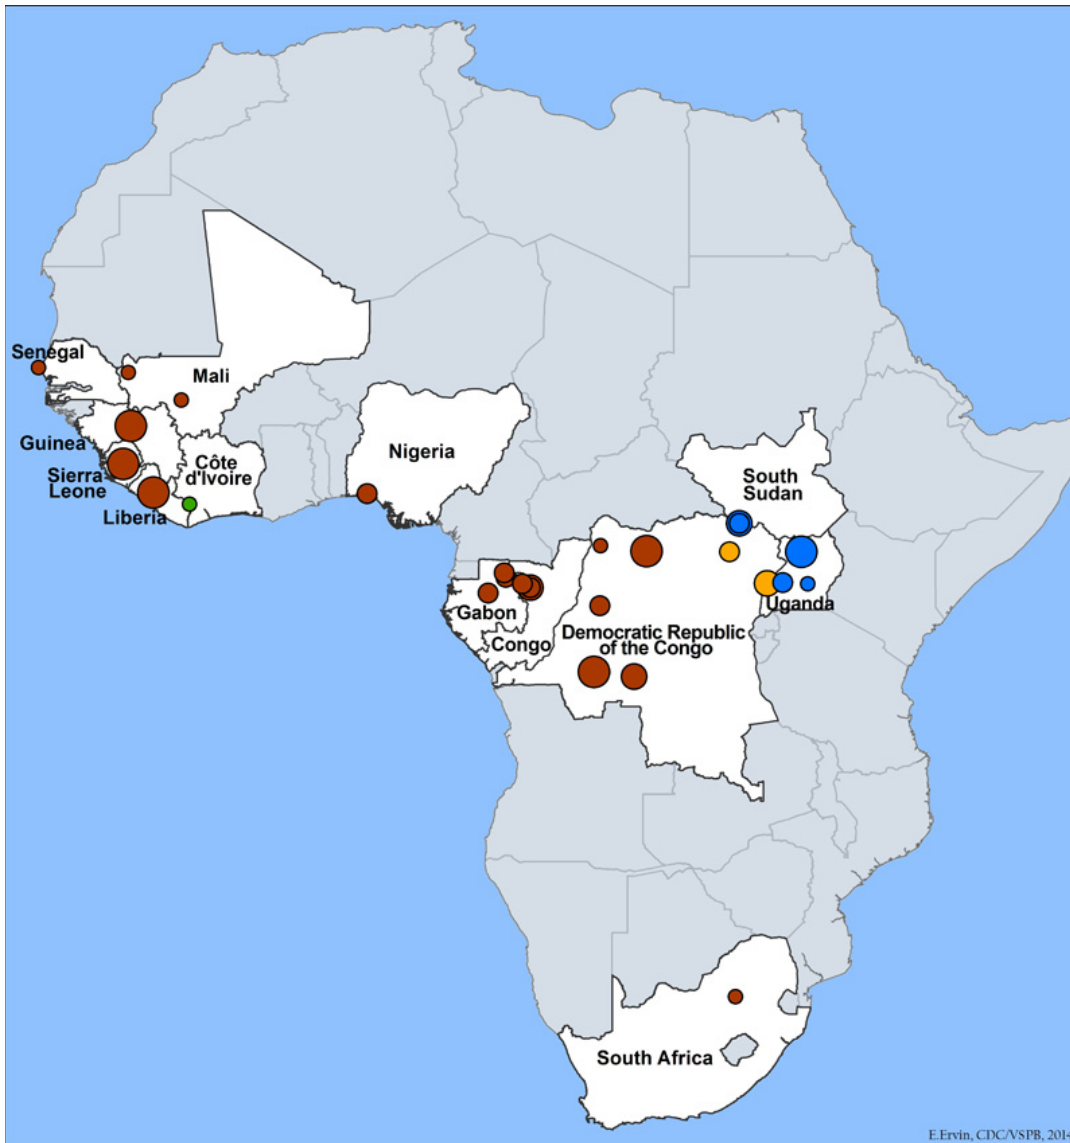 Senegal
Mali
Guinea
Sierra
Leone
Côte
d'Ivoire
Liberia
Nigeria
South
Sudan
Gabon
Congo
Uganda
Democratic Republic
of the Congo
South Africa
E.Ervin, CDC/VSPB, 2014